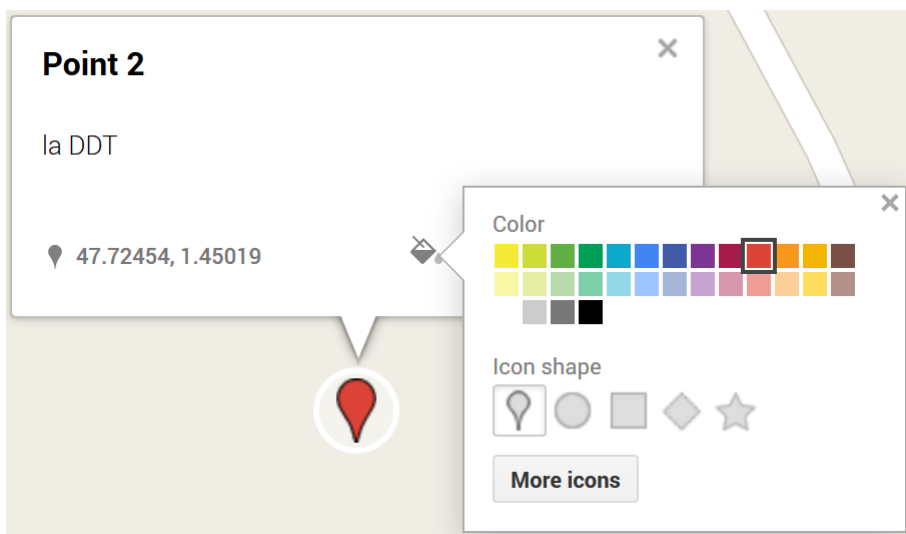 Point 2
la DDT
47.72454, 1.45019
Color
Icon shape
More icons